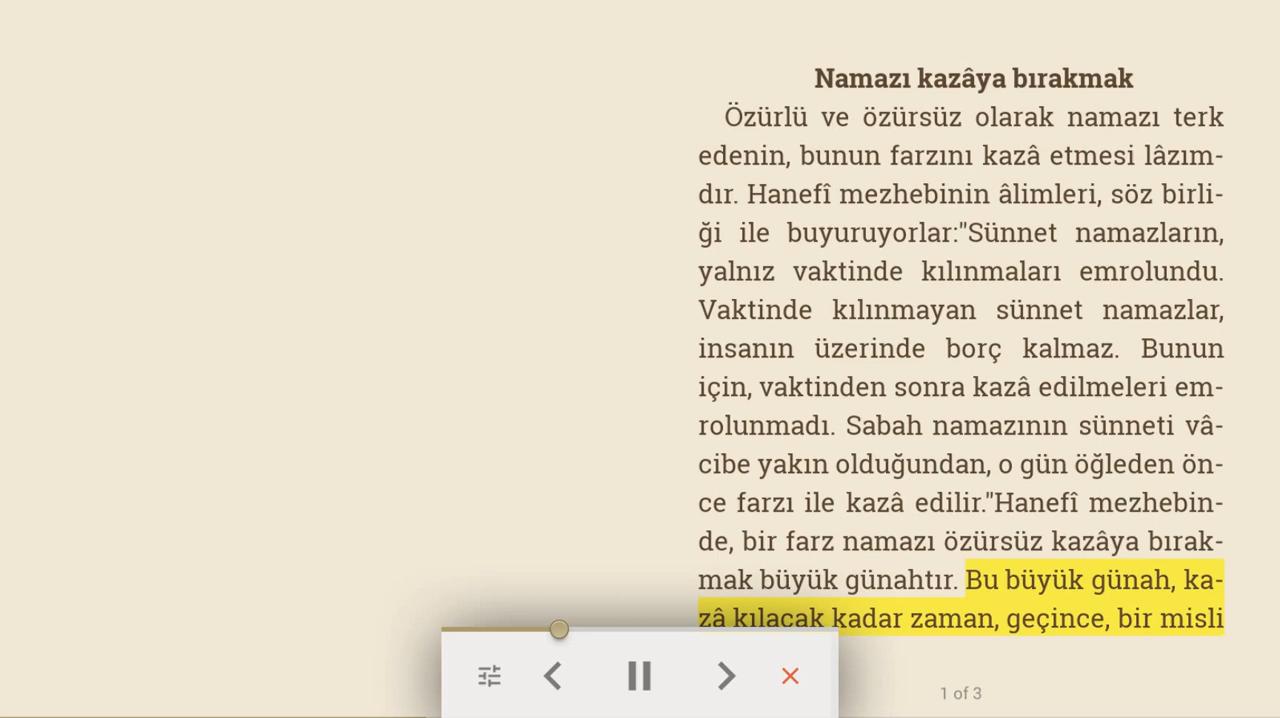 Namazı kazâya bırakmak
Özürlü ve özürsüz olarak namazı terk
edenin, bunun farzını kazâ etmesi lâzım-
dır. Hanefî mezhebinin âlimleri, söz birli-
ği ile buyuruyorlar:"Sünnet namazların,
yalnız vaktinde kılınmaları emrolundu.
Vaktinde kılınmayan sünnet namazlar,
insanın üzerinde borç kalmaz. Bunun
için, vaktinden sonra kazâ edilmeleri em-
rolunmadı. Sabah namazının sünneti vâ-
cibe yakın olduğundan, o gün öğleden ön-
ce farzı ile kazâ edilir."Hanefî mezhebin-
de, bir farz namazı özürsüz kazâya bırak-
mak büyük günahtır. Bu büyük günah, ka-
zâ kılacak kadar zaman, geçince, bir misli
1 of 3